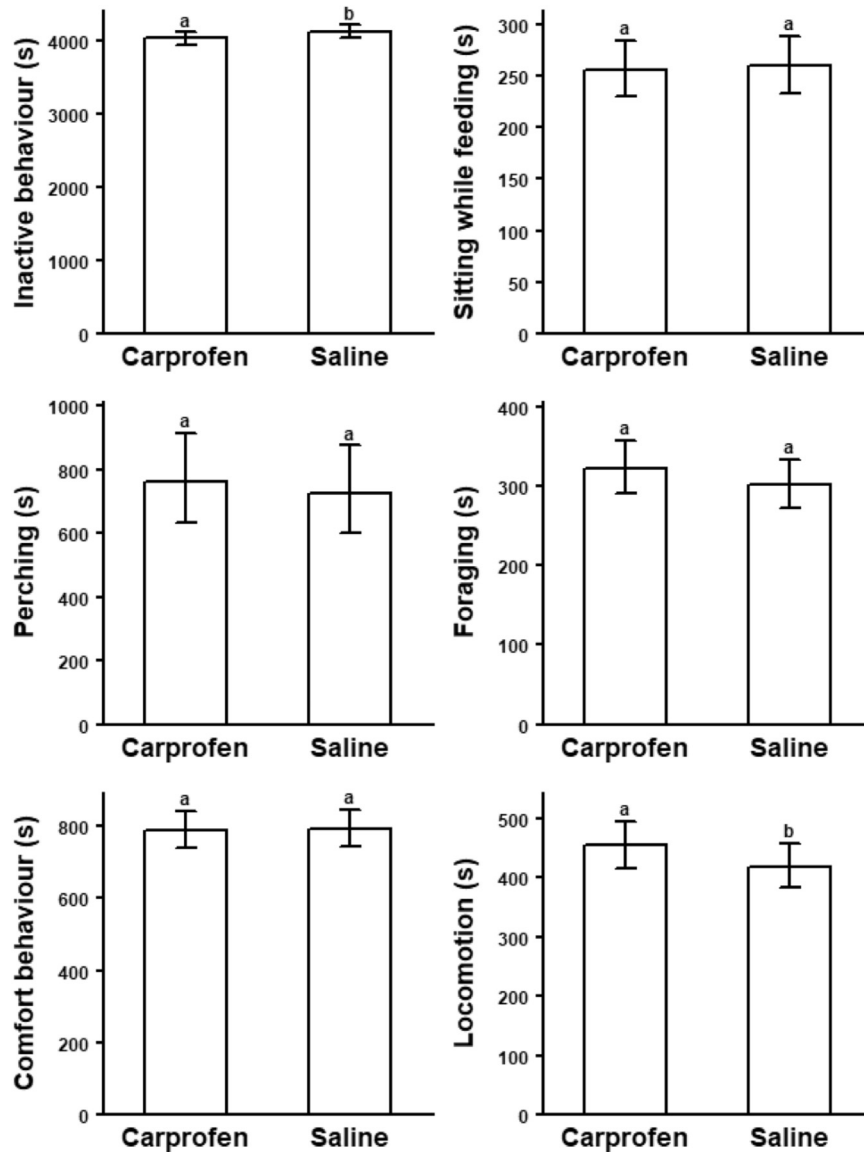 Inactive behaviour (s)
4000
3000
2000
1000
0
a
b
Carprofen Saline
Sitting while feeding (s)
300
250
200
150
100
50
0
a
a
Carprofen Saline
Perching (s)
1000
800
600
400
200
0
a
a
Carprofen Saline
Foraging (s)
400
300
200
100
0
a
a
Carprofen Saline
Comfort behaviour (s)
800
600
400
200
0
a
a
Carprofen Saline
Locomotion (s)
500
400
300
200
100
0
a
b
Carprofen Saline